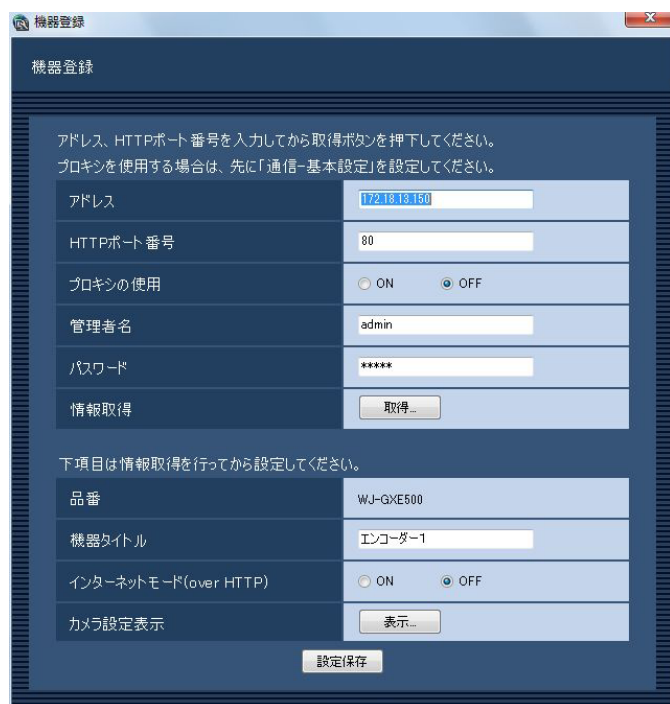 機器登録
機器登録
アドレス、HTTPポート番号を入力してから取得ボタンを押下してください。
プロキシを使用する場合は、先に「通信-基本設定」を設定してください。
アドレス 172.18.13.150
HTTPポート番号 80
プロキシの使用 ON OFF
管理者名 admin
パスワード *****
情報取得 取得...
下項目は情報取得を行ってから設定してください。
品番 WJ-GXE500
機器タイトル エンコーダー1
インターネットモード(over HTTP) ON OFF
カメラ設定表示 表示...
設定保存